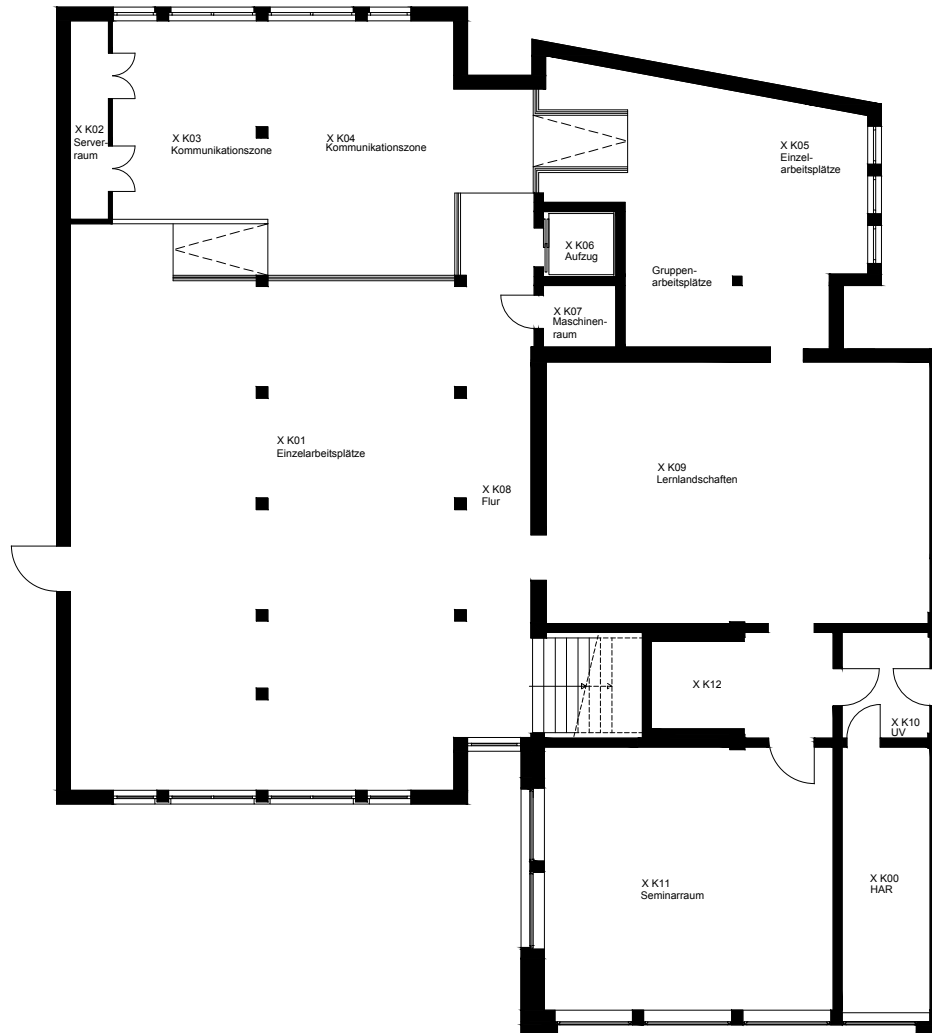 X K02
Server-
raum
X K03
Kommunikationszone
X K04
Kommunikationszone
X K05
Einzel-
arbeitsplätze
X K06
Aufzug
Gruppen-
arbeitsplätze
X K07
Maschinen-
raum
X K01
Einzelarbeitsplätze
X K08
Flur
X K09
Lernlandschaften
X K12
X K10
UV
X K11
Seminarraum
X K00
HAR